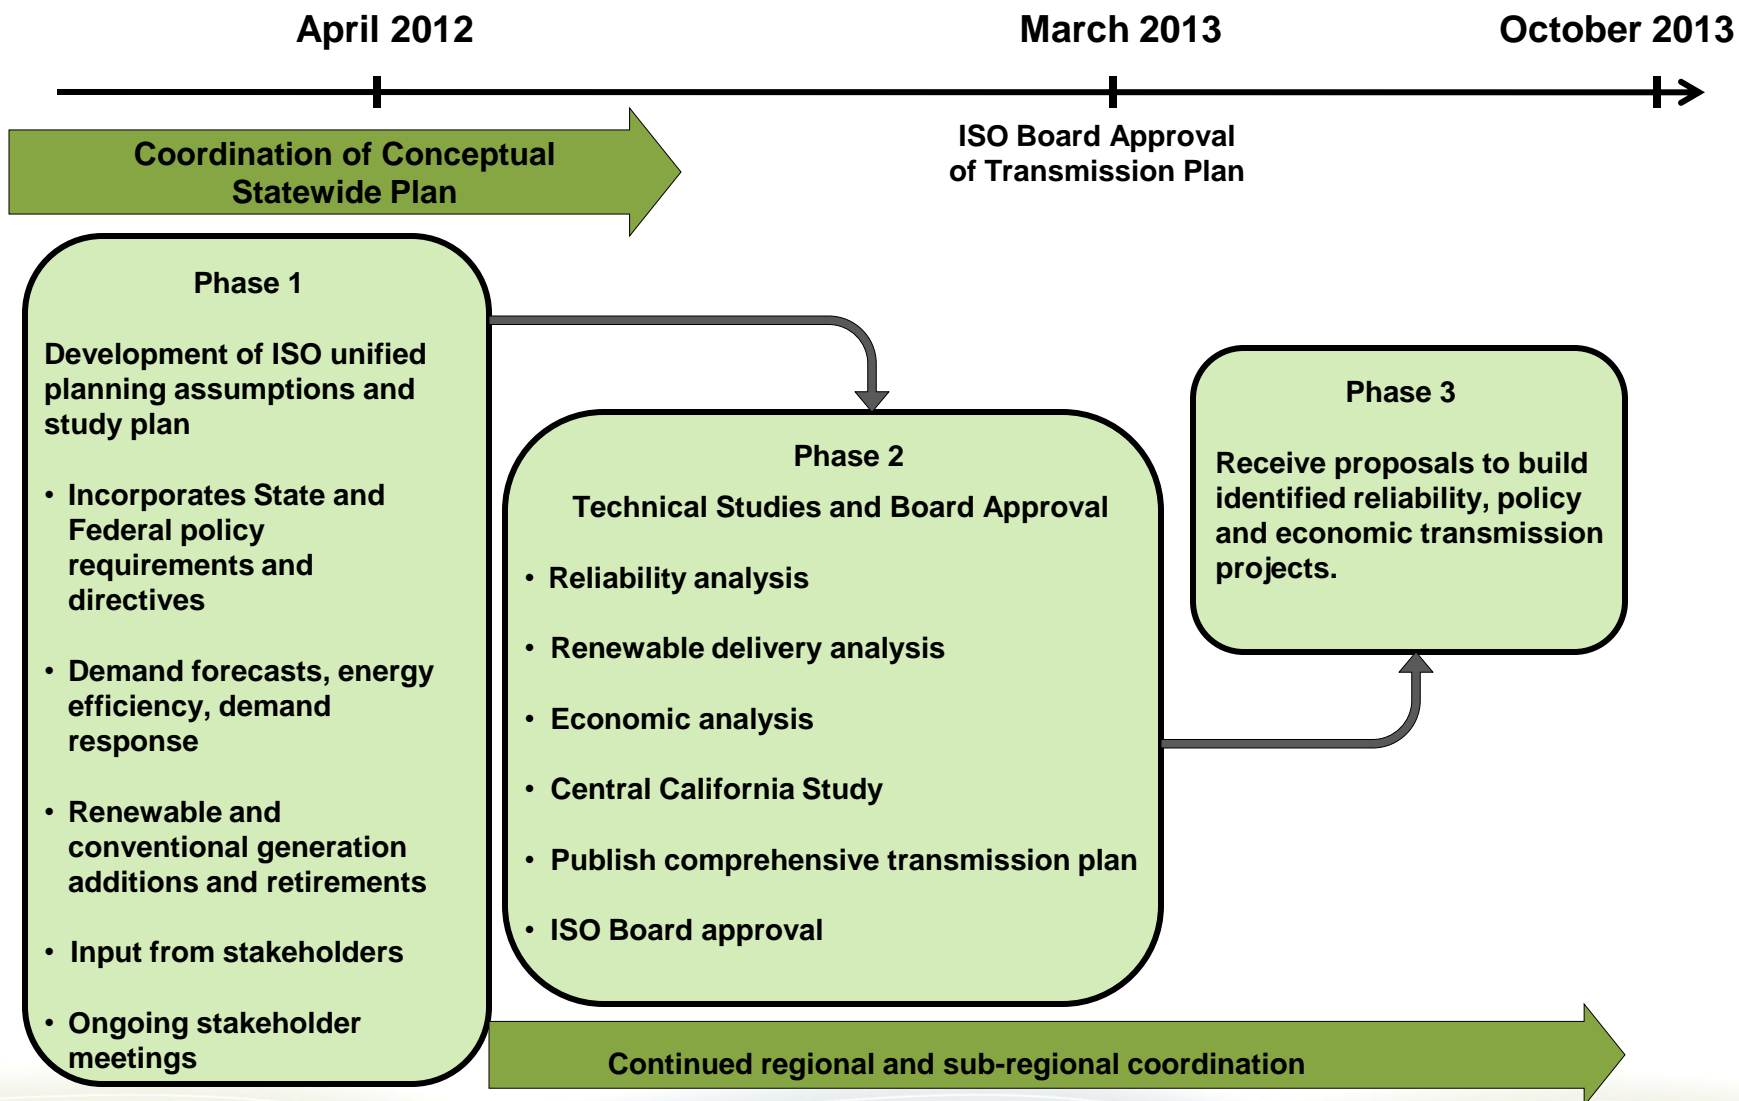 April 2012
March 2013
October 2013
ISO Board Approval
of Transmission Plan
Coordination of Conceptual
Statewide Plan
Phase 1
Development of ISO unified
planning assumptions and
study plan
• Incorporates State and
Federal policy
requirements and
directives
• Demand forecasts, energy
efficiency, demand
response
• Renewable and
conventional generation
additions and retirements
• Input from stakeholders
• Ongoing stakeholder
meetings
Phase 2
Technical Studies and Board Approval
• Reliability analysis
• Renewable delivery analysis
• Economic analysis
• Central California Study
• Publish comprehensive transmission plan
• ISO Board approval
Phase 3
Receive proposals to build
identified reliability, policy
and economic transmission
projects.
Continued regional and sub-regional coordination